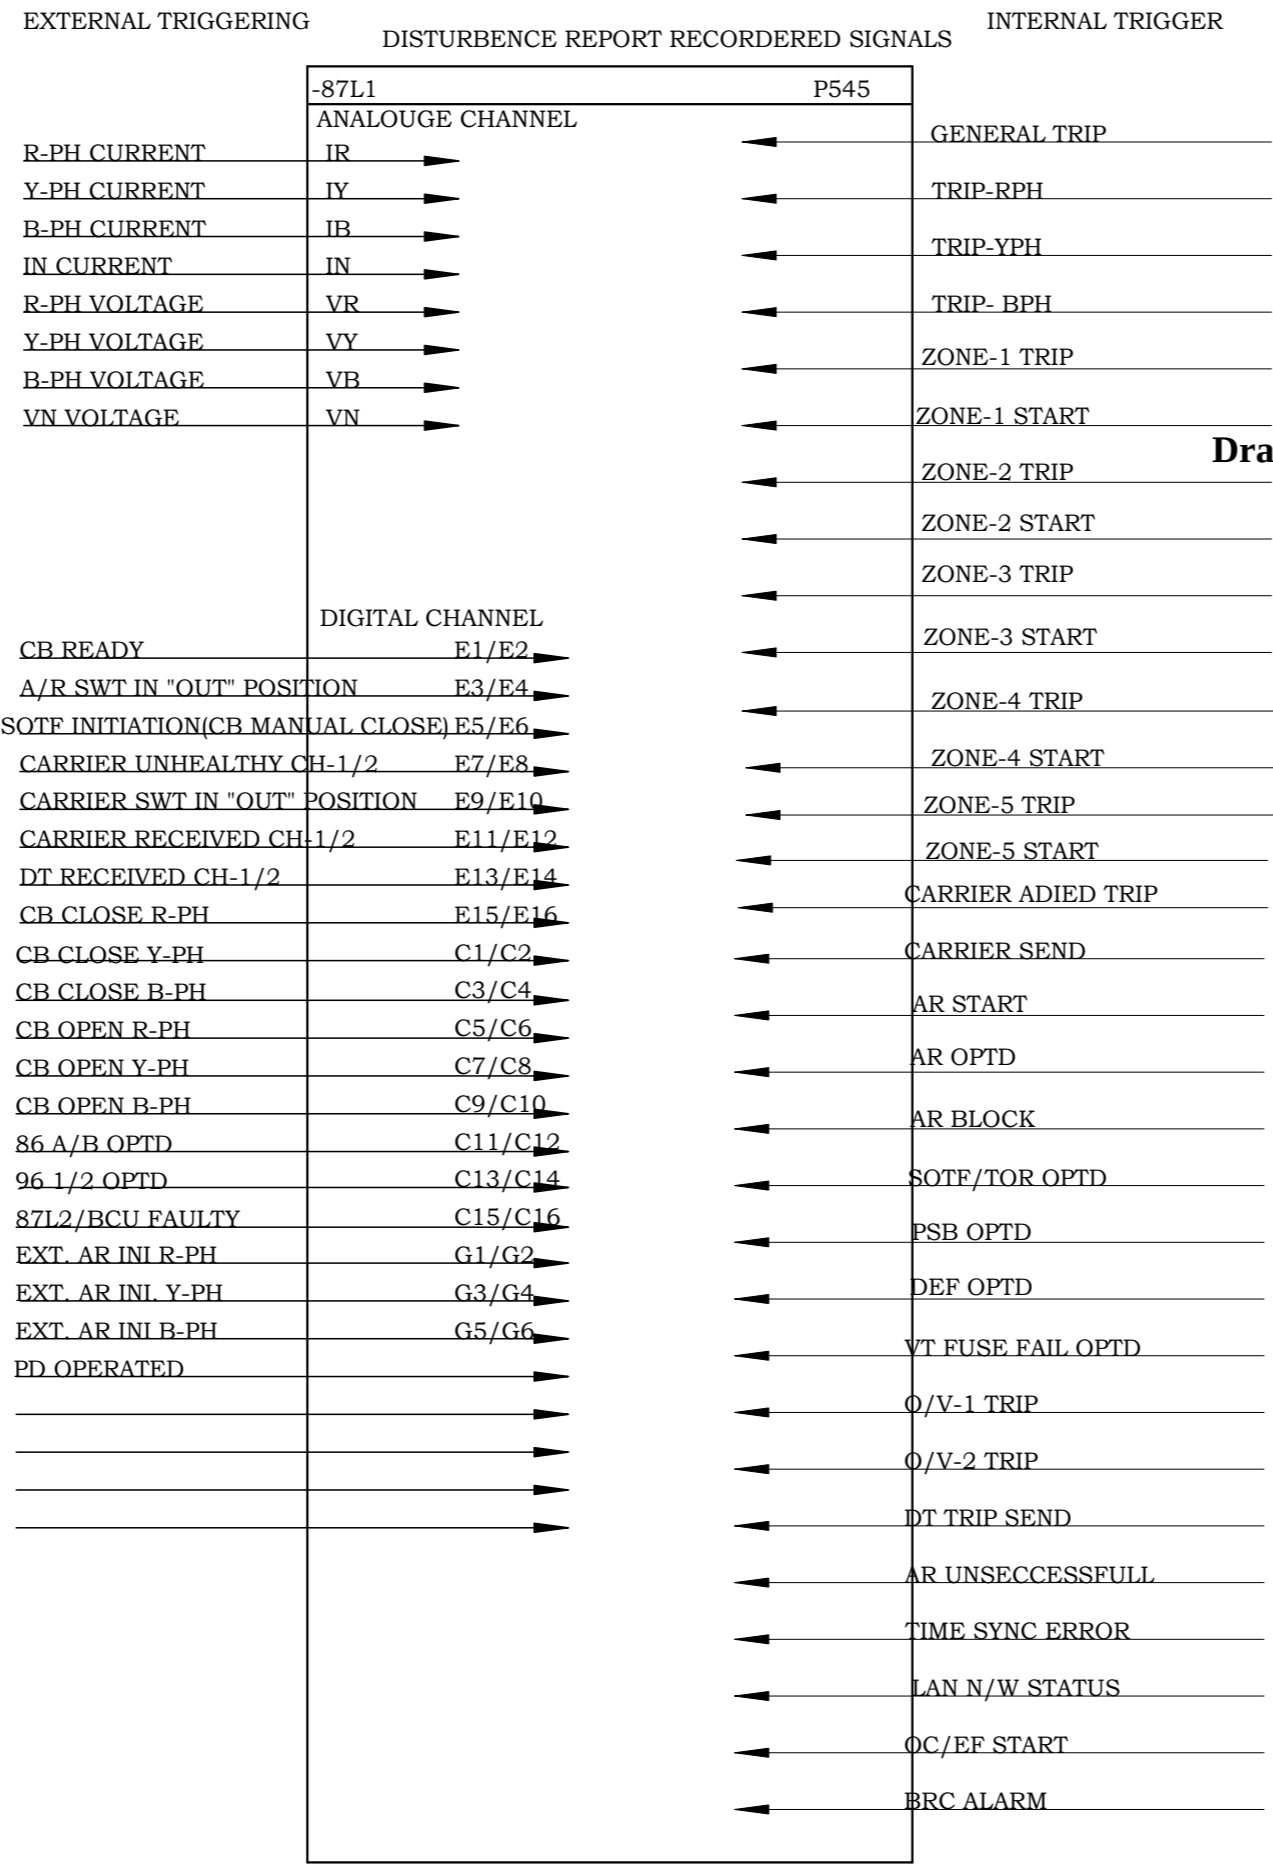 EXTERNAL TRIGGERING
DISTURBENCE REPORT RECORDERED SIGNALS
INTERNAL TRIGGER
-87L1 P545
ANALOUGE CHANNEL
R-PH CURRENT IR
Y-PH CURRENT IY
B-PH CURRENT IB
IN CURRENT IN
R-PH VOLTAGE VR
Y-PH VOLTAGE VY
B-PH VOLTAGE VB
VN VOLTAGE VN
DIGITAL CHANNEL
CB READY E1/E2
A/R SWT IN "OUT" POSITION E3/E4
SOTF INITIATION(CB MANUAL CLOSE) E5/E6
CARRIER UNHEALTHY CH-1/2 E7/E8
CARRIER SWT IN "OUT" POSITION E9/E10
CARRIER RECEIVED CH-1/2 E11/E12
DT RECEIVED CH-1/2 E13/E14
CB CLOSE R-PH E15/E16
CB CLOSE Y-PH C1/C2
CB CLOSE B-PH C3/C4
CB OPEN R-PH C5/C6
CB OPEN Y-PH C7/C8
CB OPEN B-PH C9/C10
86 A/B OPTD C11/C12
96 1/2 OPTD C13/C14
87L2/BCU FAULTY C15/C16
EXT. AR INI R-PH G1/G2
EXT. AR INI. Y-PH G3/G4
EXT. AR INI B-PH G5/G6
PD OPERATED
GENERAL TRIP
TRIP-RPH
TRIP-YPH
TRIP- BPH
ZONE-1 TRIP
ZONE-1 START
Dra
ZONE-2 TRIP
ZONE-2 START
ZONE-3 TRIP
ZONE-3 START
ZONE-4 TRIP
ZONE-4 START
ZONE-5 TRIP
ZONE-5 START
CARRIER ADIED TRIP
CARRIER SEND
AR START
AR OPTD
AR BLOCK
SOTF/TOR OPTD
PSB OPTD
DEF OPTD
VT FUSE FAIL OPTD
O/V-1 TRIP
O/V-2 TRIP
DT TRIP SEND
AR UNSECCESSFULL
TIME SYNC ERROR
LAN N/W STATUS
OC/EF START
BRC ALARM